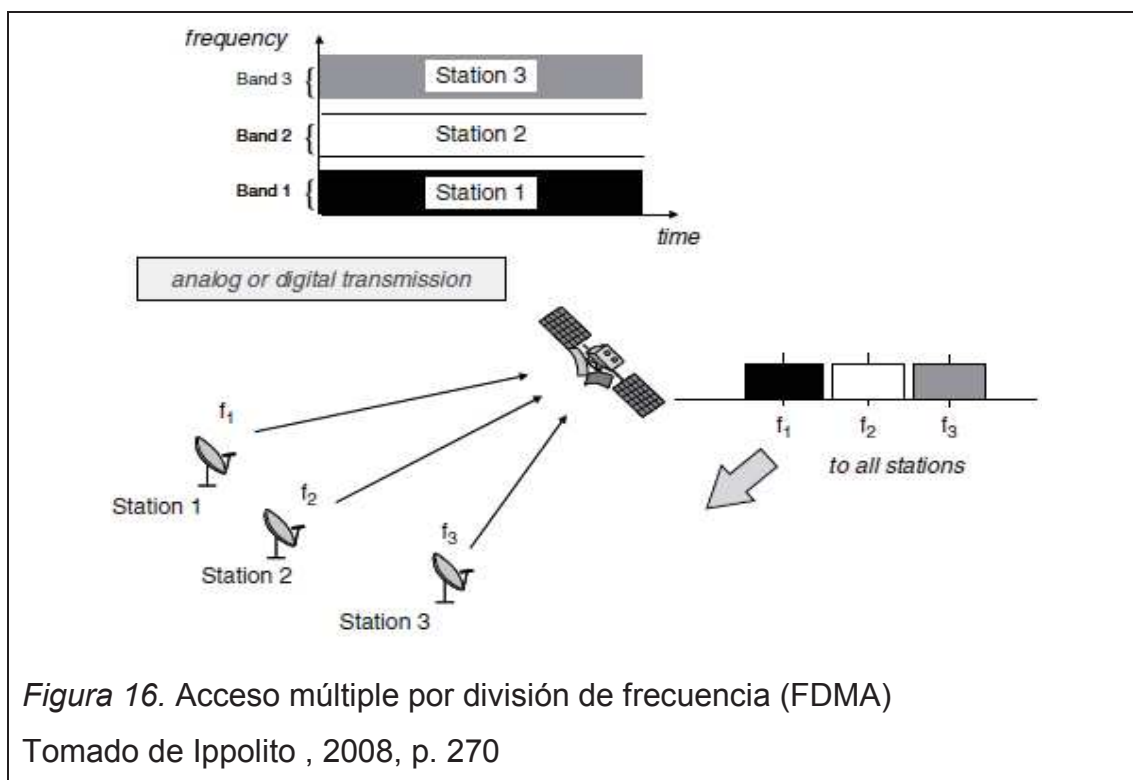 frequency
Band 3 { Station 3
Band 2 { Station 2
Band 1 { Station 1
time
analog or digital transmission
f1
Station 1
f2
Station 2
f3
Station 3
f1 f2 f3
to all stations
Figura 16. Acceso múltiple por división de frecuencia (FDMA)
Tomado de Ippolito , 2008, p. 270